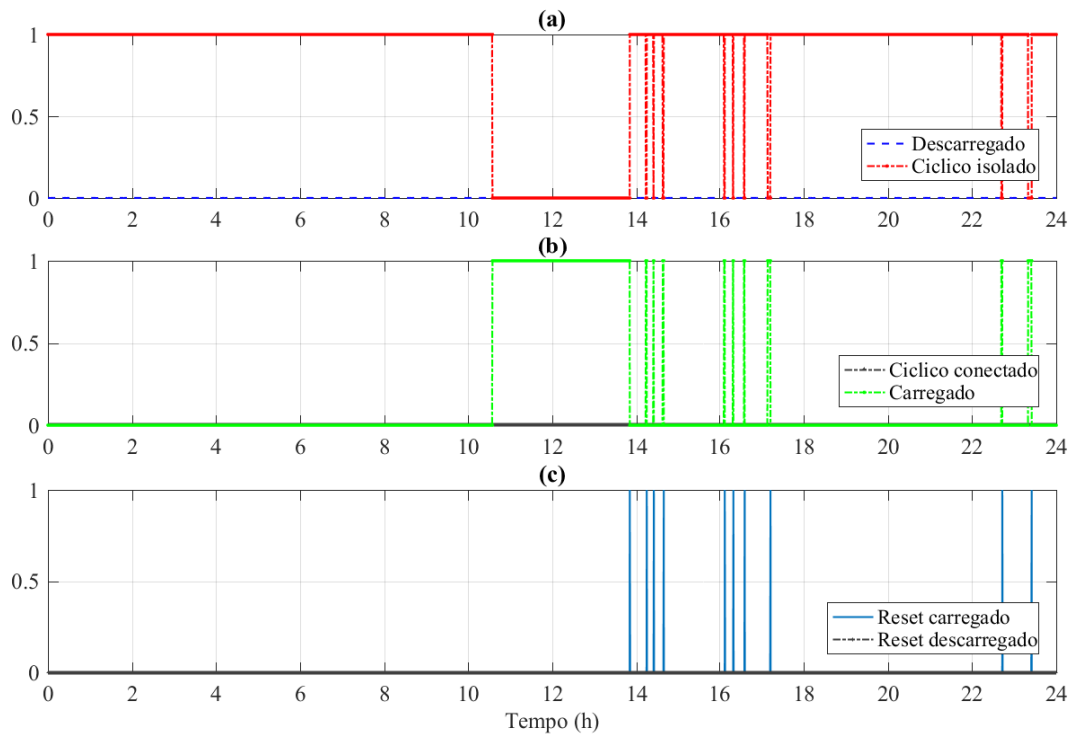 (a)
1
0.5
0
Descarregado
Ciclico isolado
0 2 4 6 8 10 12 14 16 18 20 22 24
(b)
1
0.5
0
Ciclico conectado
Carregado
0 2 4 6 8 10 12 14 16 18 20 22 24
(c)
1
0.5
0
Reset carregado
Reset descarregado
0 2 4 6 8 10 12 14 16 18 20 22 24
Tempo (h)